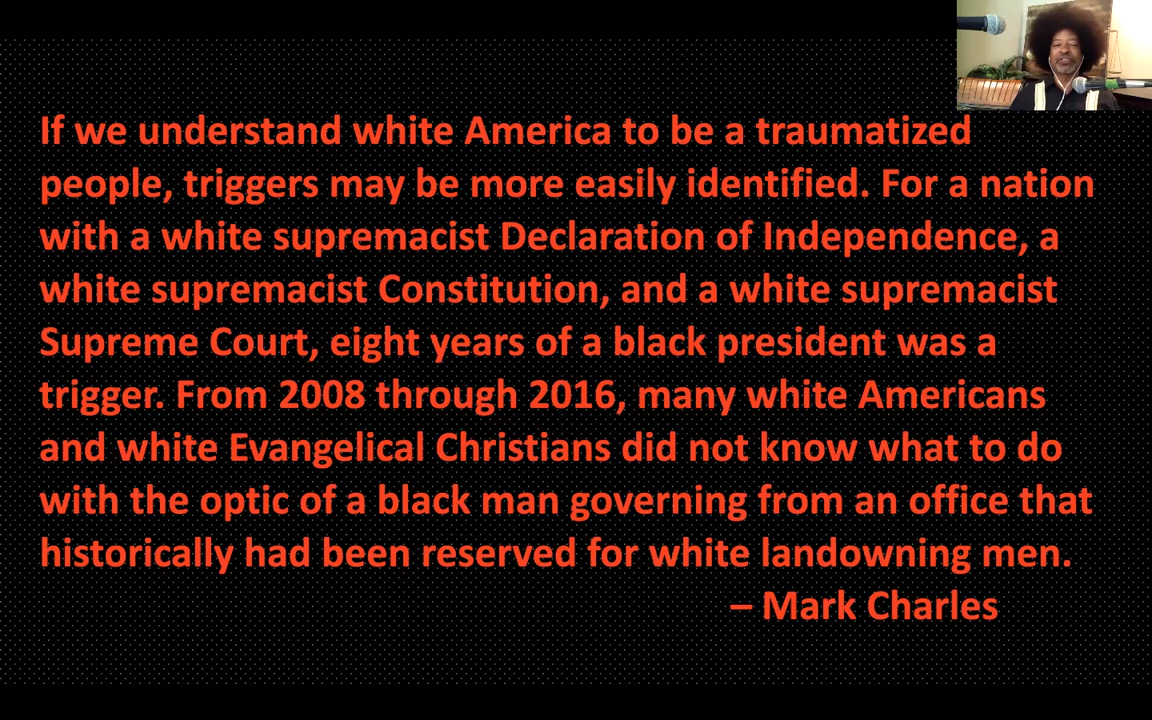 If we understand white America to be a traumatized
people, triggers may be more easily identified. For a nation
with a white supremacist Declaration of Independence, a
white supremacist Constitution, and a white supremacist
Supreme Court, eight years of a black president was a
trigger. From 2008 through 2016, many white Americans
and white Evangelical Christians did not know what to do
with the optic of a black man governing from an office that
historically had been reserved for white landowning men.
– Mark Charles